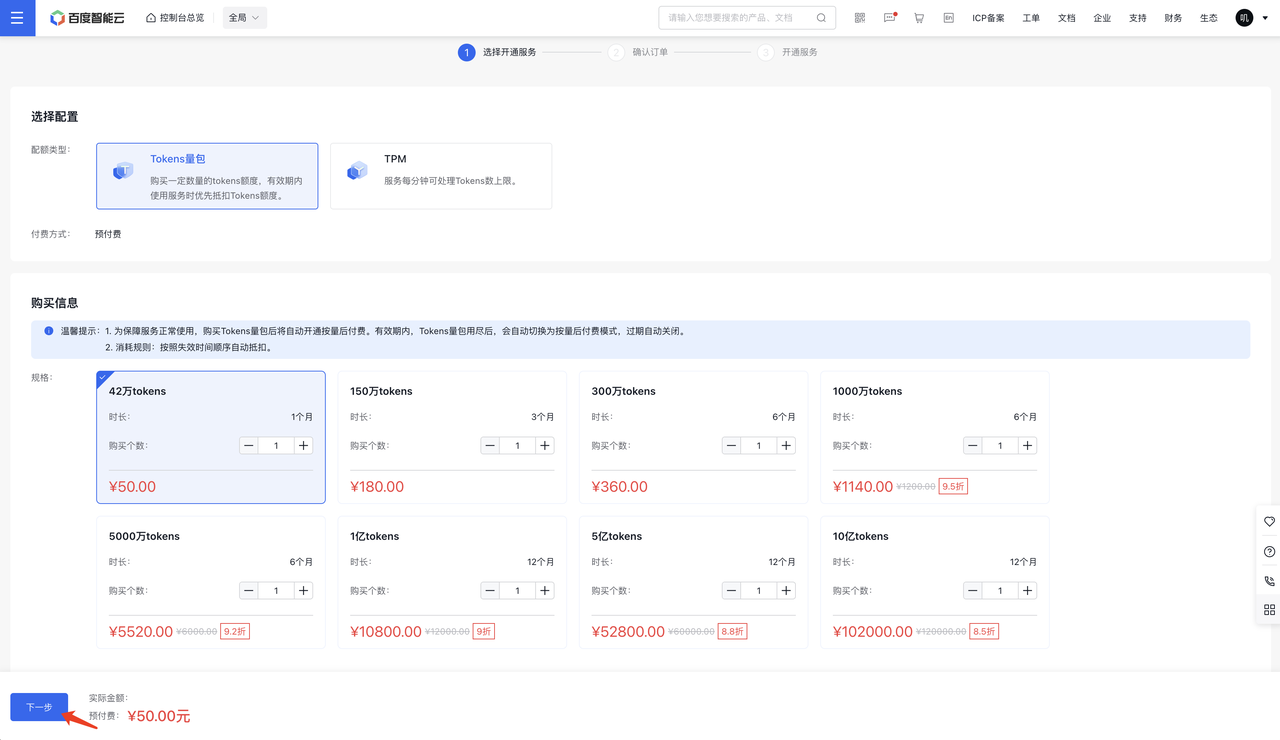 百度智能云
控制台总览
全局
请输入您想要搜索的产品、文档
En
ICP备案
工单
文档
企业
支持
财务
生态
叽
1 选择开通服务
2 确认订单
3 开通服务
选择配置
配额类型：
Tokens量包
购买一定数量的tokens额度，有效期内
使用服务时优先抵扣Tokens额度。
TPM
服务每分钟可处理Tokens数上限。
付费方式：
预付费
购买信息
温馨提示：1. 为保障服务正常使用，购买Tokens量包后将自动开通按量后付费。有效期内，Tokens量包用尽后，会自动切换为按量后付费模式，过期自动关闭。
2. 消耗规则：按照失效时间顺序自动抵扣。
规格：
42万tokens
时长：
1个月
购买个数：
1
¥50.00
150万tokens
时长：
3个月
购买个数：
1
¥180.00
300万tokens
时长：
6个月
购买个数：
1
¥360.00
1000万tokens
时长：
6个月
购买个数：
1
¥1140.00 ¥1200.00 9.5折
5000万tokens
时长：
6个月
购买个数：
1
¥5520.00 ¥6000.00 9.2折
1亿tokens
时长：
12个月
购买个数：
1
¥10800.00 ¥12000.00 9折
5亿tokens
时长：
12个月
购买个数：
1
¥52800.00 ¥60000.00 8.8折
10亿tokens
时长：
12个月
购买个数：
1
¥102000.00 ¥120000.00 8.5折
下一步
实际金额：
预付费： ¥50.00元